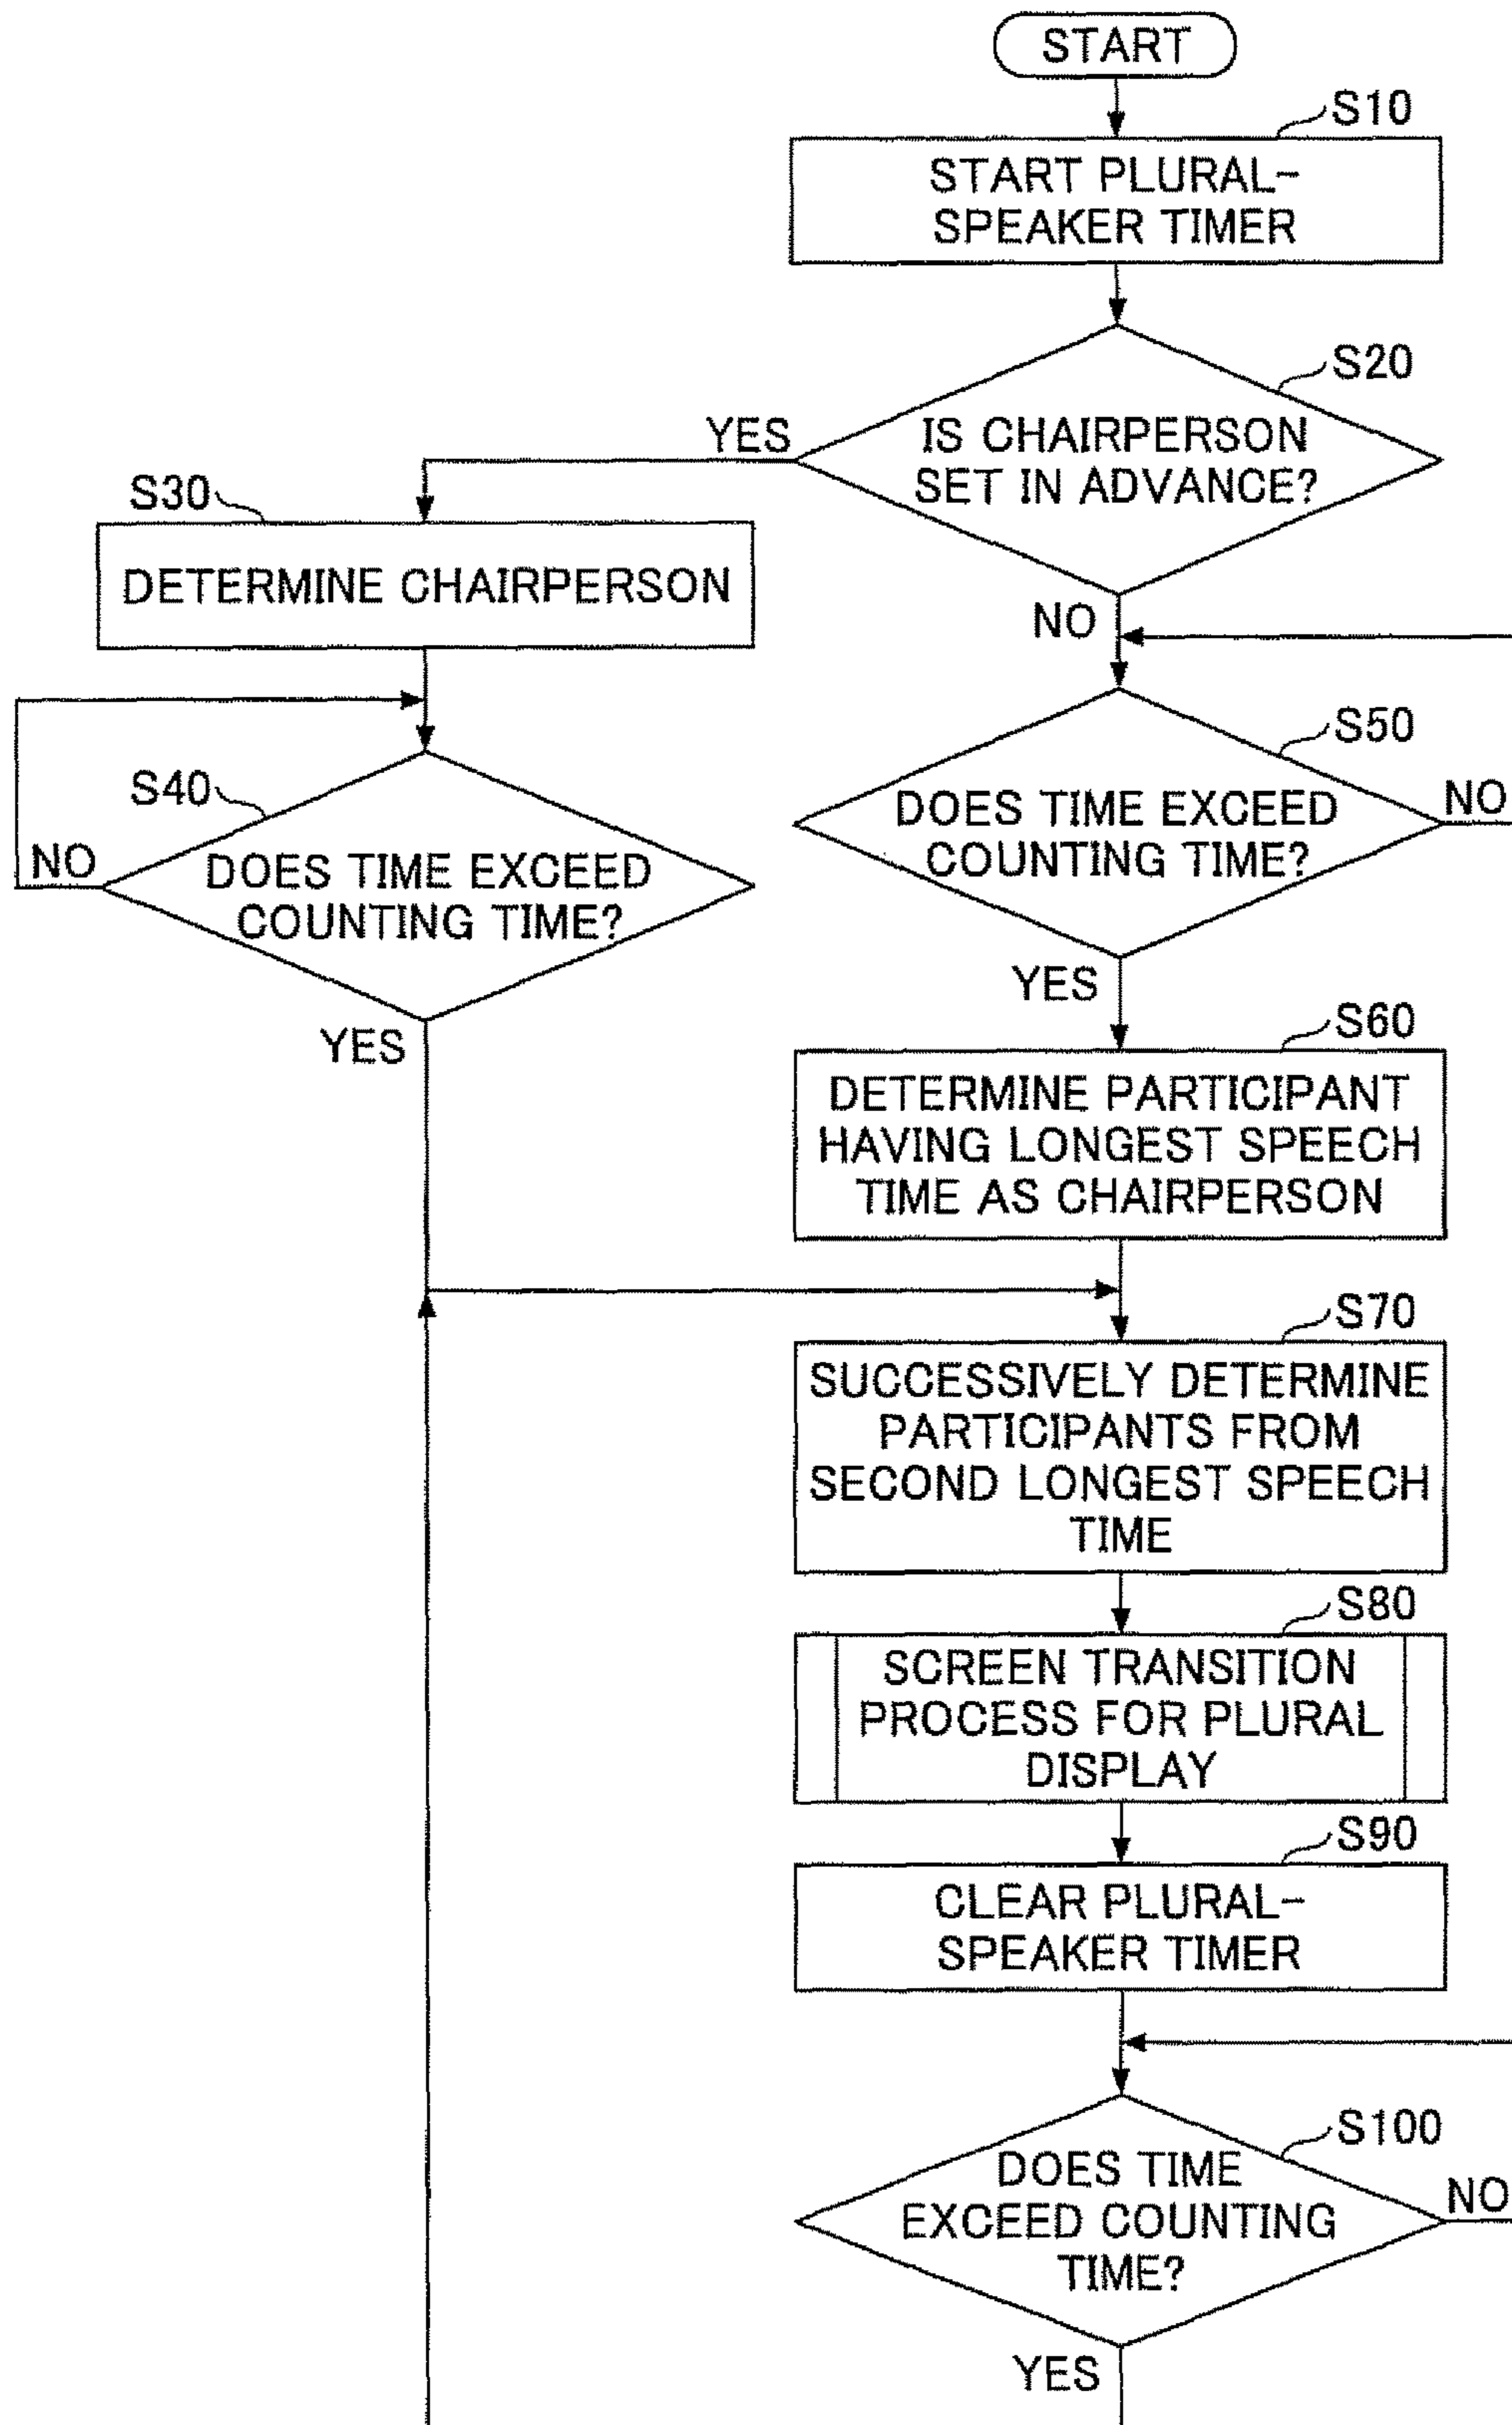 START
S10
START PLURAL-
SPEAKER TIMER
S20
IS CHAIRPERSON
SET IN ADVANCE?
YES
S30
DETERMINE CHAIRPERSON
NO
S40
NO
DOES TIME EXCEED
COUNTING TIME?
YES
S50
DOES TIME EXCEED
COUNTING TIME?
NO
YES
S60
DETERMINE PARTICIPANT
HAVING LONGEST SPEECH
TIME AS CHAIRPERSON
S70
SUCCESSIVELY DETERMINE
PARTICIPANTS FROM
SECOND LONGEST SPEECH
TIME
S80
SCREEN TRANSITION
PROCESS FOR PLURAL
DISPLAY
S90
CLEAR PLURAL-
SPEAKER TIMER
S100
DOES TIME
EXCEED COUNTING
TIME?
NO
YES